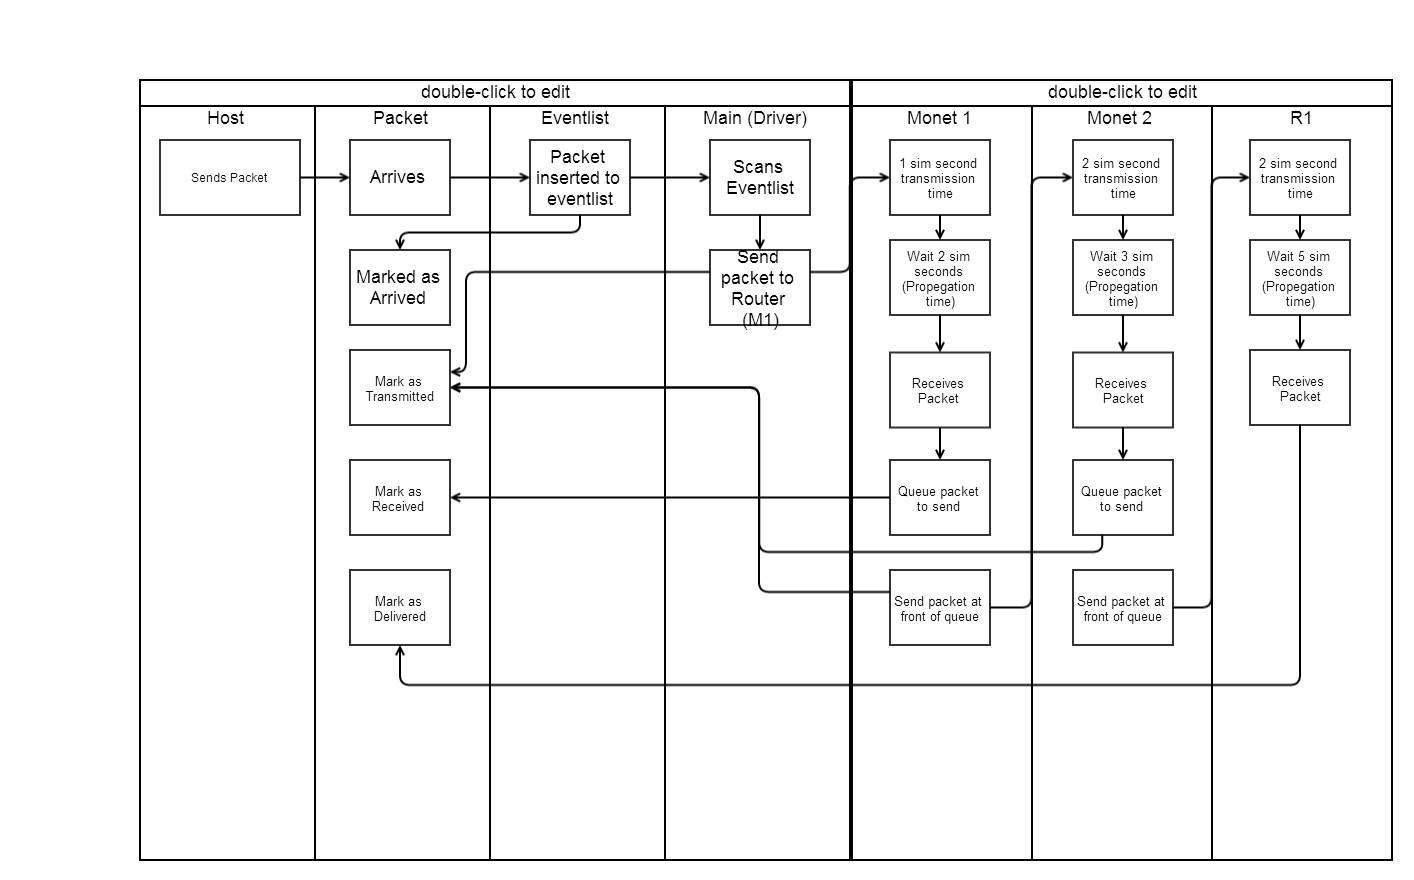 double-click to edit
double-click to edit
Host
Packet
Eventlist
Main (Driver)
Monet 1
Monet 2
R1
Sends Packet
Arrives
Packet
inserted to
eventlist
Scans
Eventlist
1 sim second
transmission
time
2 sim second
transmission
time
2 sim second
transmission
time
Marked as
Arrived
Send
packet to
Router
(M1)
Wait 2 sim
seconds
(Propegation
time)
Wait 3 sim
seconds
(Propegation
time)
Wait 5 sim
seconds
(Propegation
time)
Mark as
Transmitted
Receives
Packet
Receives
Packet
Receives
Packet
Mark as
Received
Queue packet
to send
Queue packet
to send
Mark as
Delivered
Send packet at
front of queue
Send packet at
front of queue